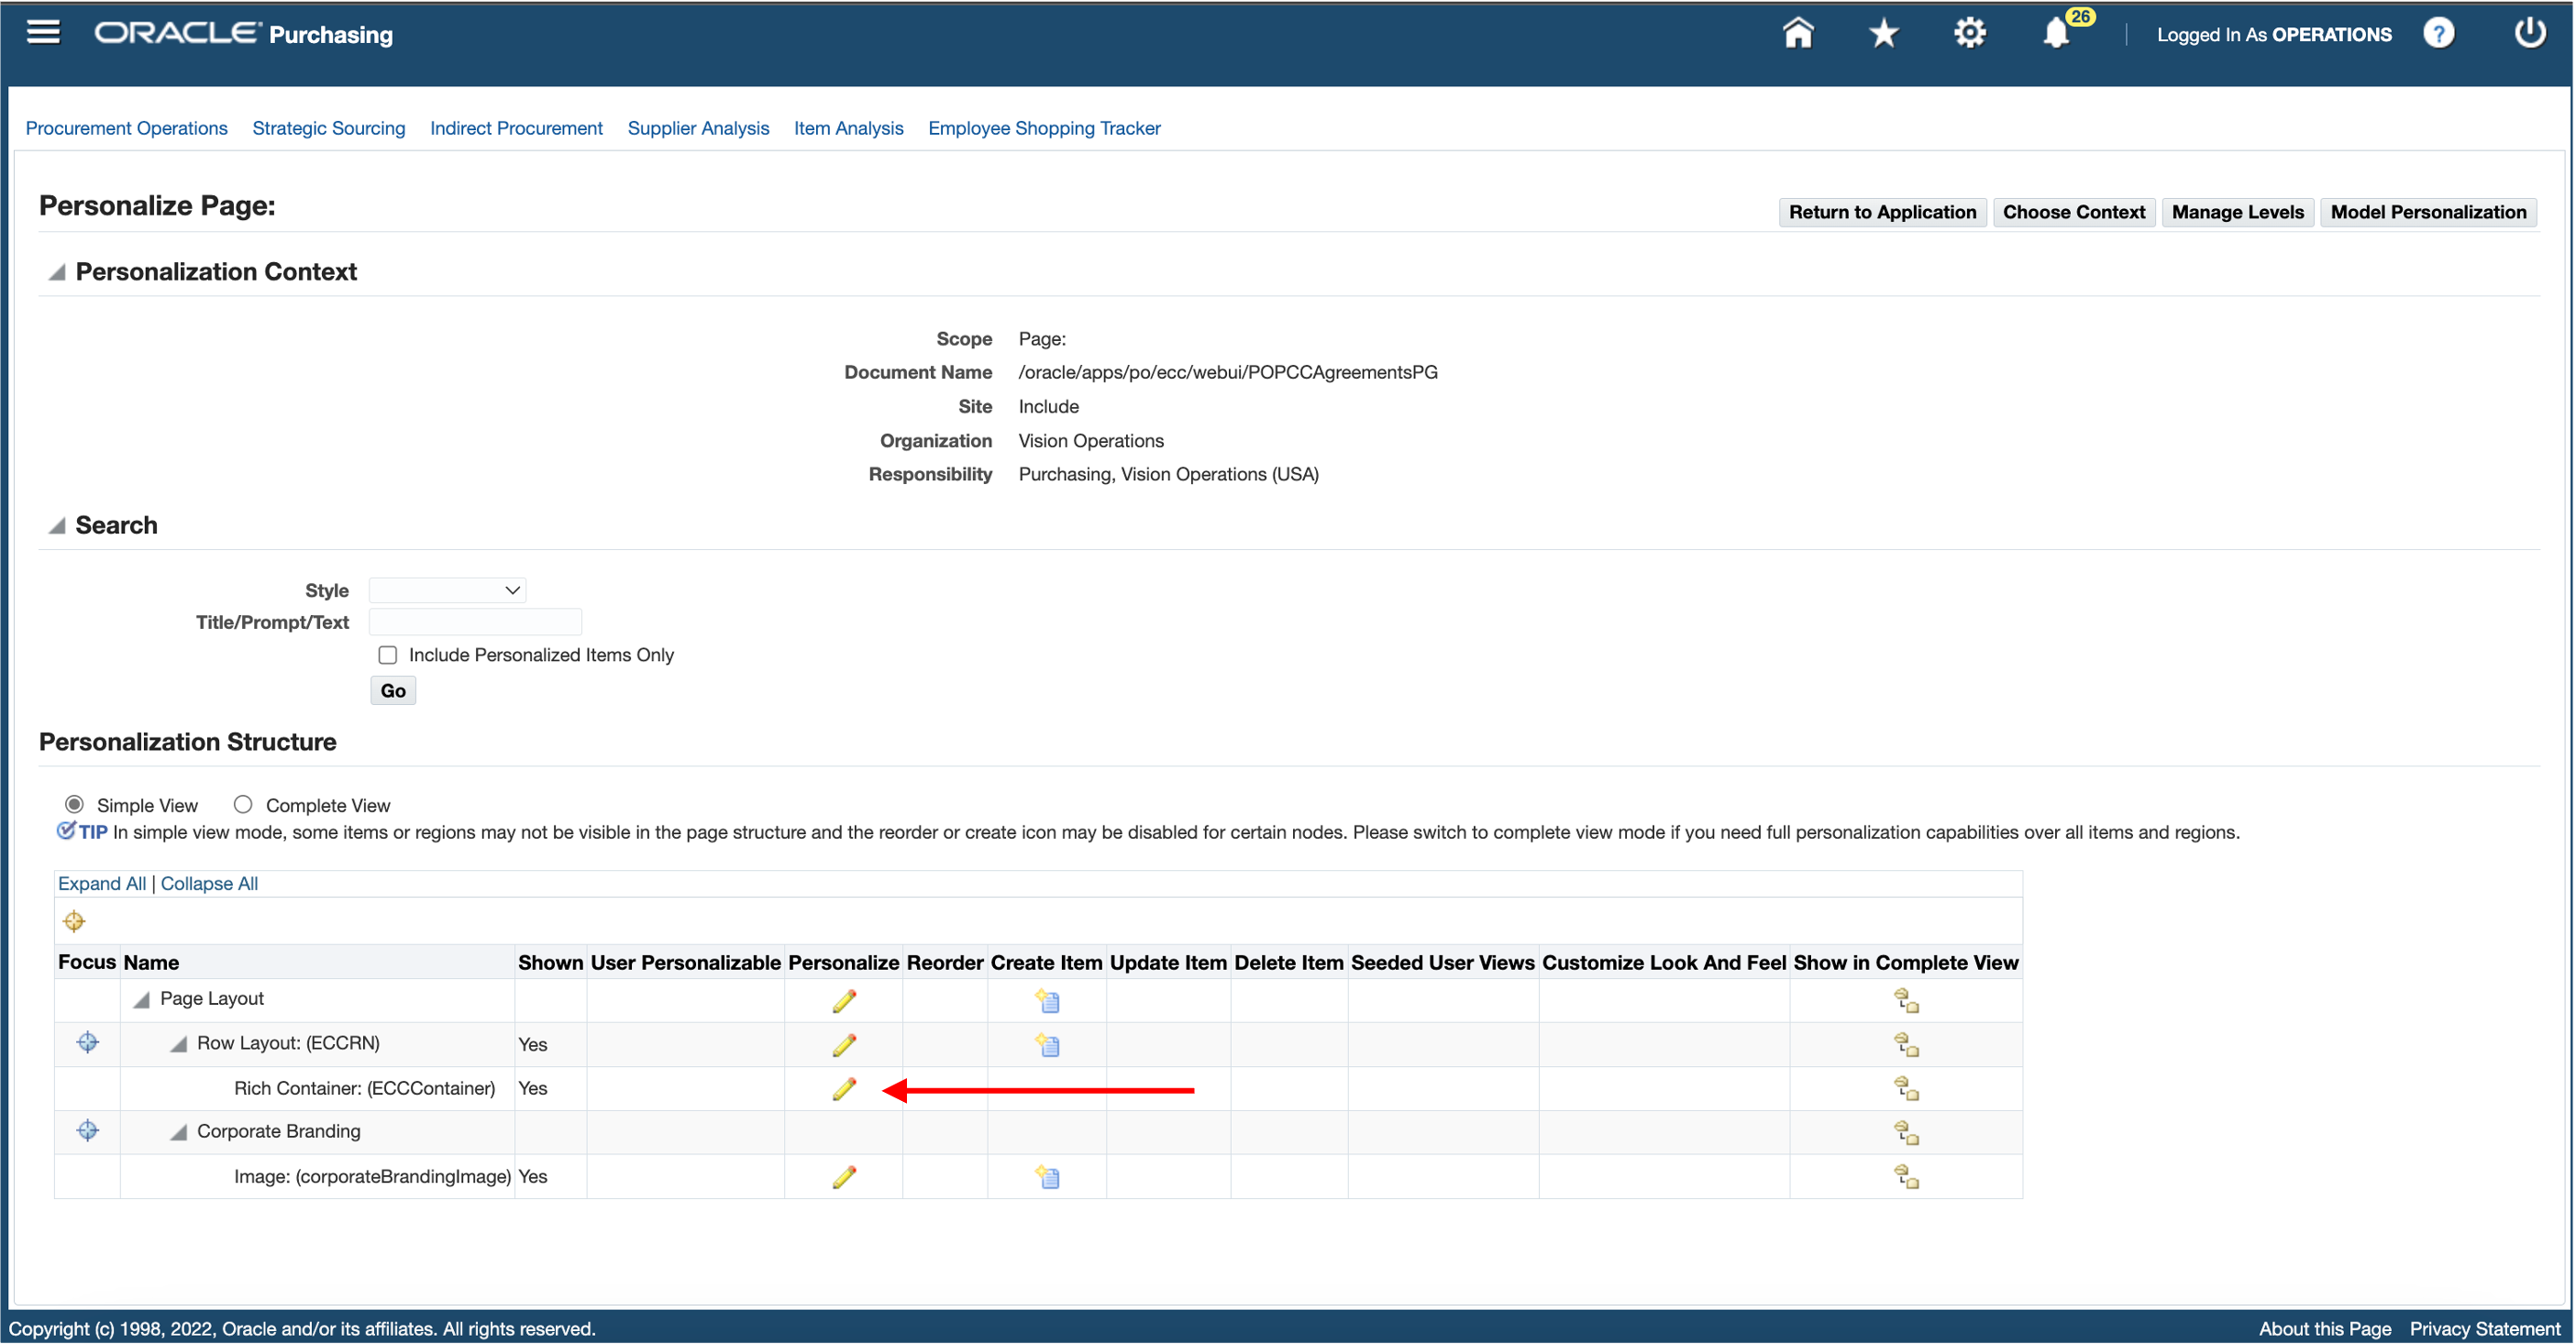 ORACLE Purchasing
26
Logged In As OPERATIONS
?
Procurement Operations Strategic Sourcing Indirect Procurement Supplier Analysis Item Analysis Employee Shopping Tracker
Personalize Page:
Return to Application Choose Context Manage Levels Model Personalization
Personalization Context
Scope Page:
Document Name /oracle/apps/po/ecc/webui/POPCCAgreementsPG
Site Include
Organization Vision Operations
Responsibility Purchasing, Vision Operations (USA)
Search
Style
Title/Prompt/Text
Include Personalized Items Only
Go
Personalization Structure
Simple View Complete View
TIP In simple view mode, some items or regions may not be visible in the page structure and the reorder or create icon may be disabled for certain nodes. Please switch to complete view mode if you need full personalization capabilities over all items and regions.
Expand All | Collapse All
Focus Name Shown User Personalizable Personalize Reorder Create Item Update Item Delete Item Seeded User Views Customize Look And Feel Show in Complete View
Page Layout
Row Layout: (ECCRN) Yes
Rich Container: (ECCContainer) Yes
Corporate Branding
Image: (corporateBrandingImage) Yes
Copyright (c) 1998, 2022, Oracle and/or its affiliates. All rights reserved.
About this Page Privacy Statement